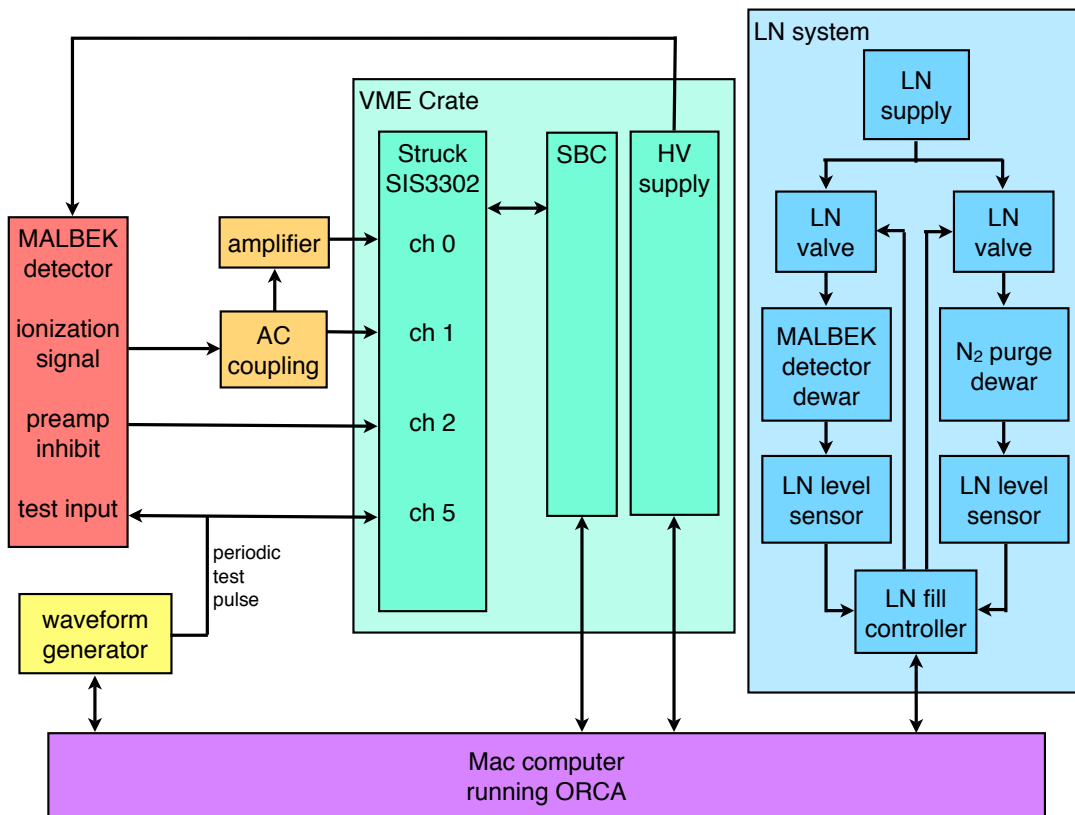 LN system
LN
supply
VME Crate
Struck
SIS3302
SBC
HV
supply
MALBEK
detector
amplifier
ch 0
LN
valve
LN
valve
ionization
signal
AC
coupling
ch 1
MALBEK
detector
dewar
N₂ purge
dewar
preamp
inhibit
ch 2
test input
ch 5
LN level
sensor
LN level
sensor
periodic
test
pulse
waveform
generator
LN fill
controller
Mac computer
running ORCA